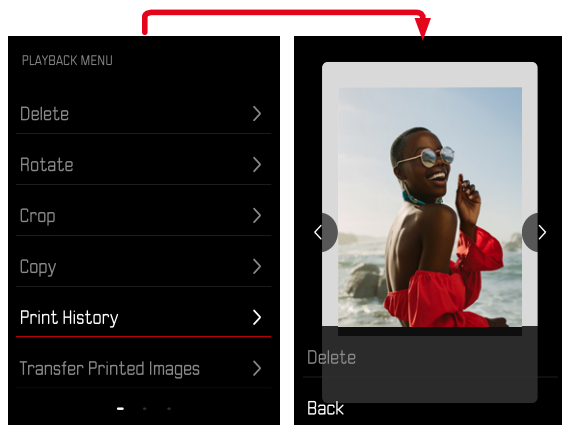 PLAYBACK MENU
Delete
Rotate
Crop
Copy
Print History
Transfer Printed Images
Delete
Back